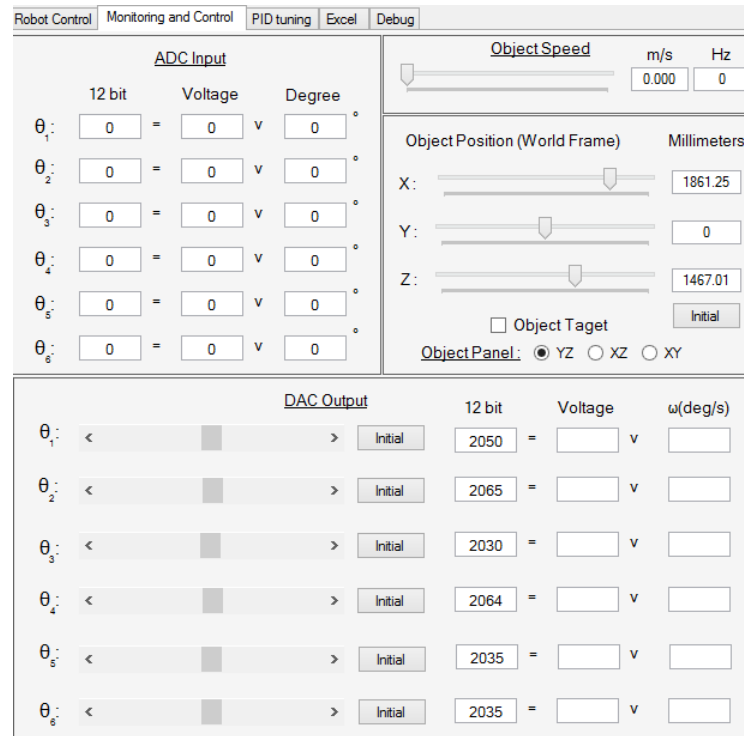 Robot Control Monitoring and Control PID tuning Excel Debug
ADC Input
12 bit Voltage Degree
θ1: 0 = 0 v 0 °
θ2: 0 = 0 v 0 °
θ3: 0 = 0 v 0 °
θ4: 0 = 0 v 0 °
θ5: 0 = 0 v 0 °
θ6: 0 = 0 v 0 °
Object Speed m/s Hz
0.000 0
Object Position (World Frame) Millimeters
X: 1861.25
Y: 0
Z: 1467.01
Initial
Object Taget
Object Panel: YZ XZ XY
DAC Output 12 bit Voltage ω(deg/s)
θ1: < > Initial 2050 = v
θ2: < > Initial 2065 = v
θ3: < > Initial 2030 = v
θ4: < > Initial 2064 = v
θ5: < > Initial 2035 = v
θ6: < > Initial 2035 = v